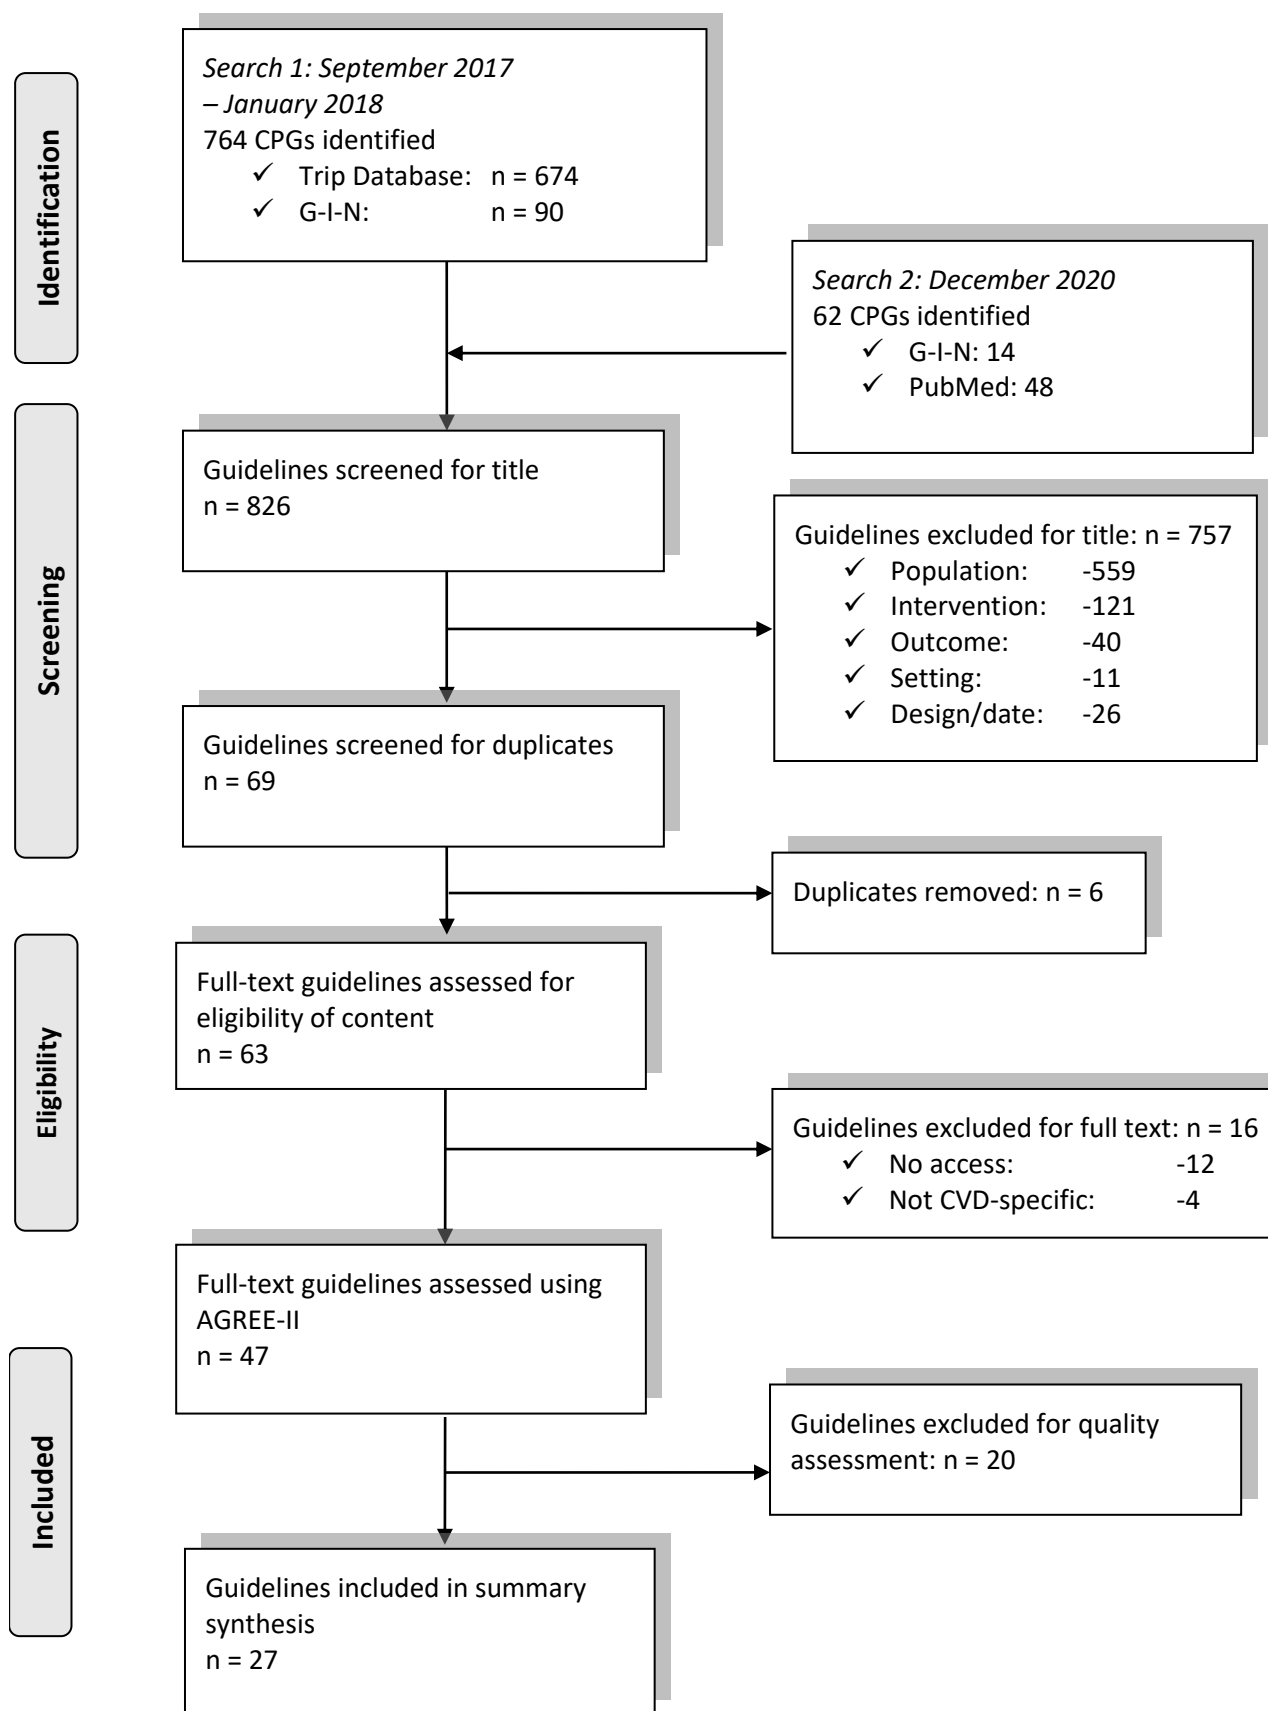 Identification
Search 1: September 2017
– January 2018
764 CPGs identified
✓ Trip Database: n = 674
✓ G-I-N: n = 90
Search 2: December 2020
62 CPGs identified
✓ G-I-N: 14
✓ PubMed: 48
Screening
Guidelines screened for title
n = 826
Guidelines excluded for title: n = 757
✓ Population: -559
✓ Intervention: -121
✓ Outcome: -40
✓ Setting: -11
✓ Design/date: -26
Guidelines screened for duplicates
n = 69
Duplicates removed: n = 6
Eligibility
Full-text guidelines assessed for
eligibility of content
n = 63
Guidelines excluded for full text: n = 16
✓ No access: -12
✓ Not CVD-specific: -4
Full-text guidelines assessed using
AGREE-II
n = 47
Included
Guidelines excluded for quality
assessment: n = 20
Guidelines included in summary
synthesis
n = 27